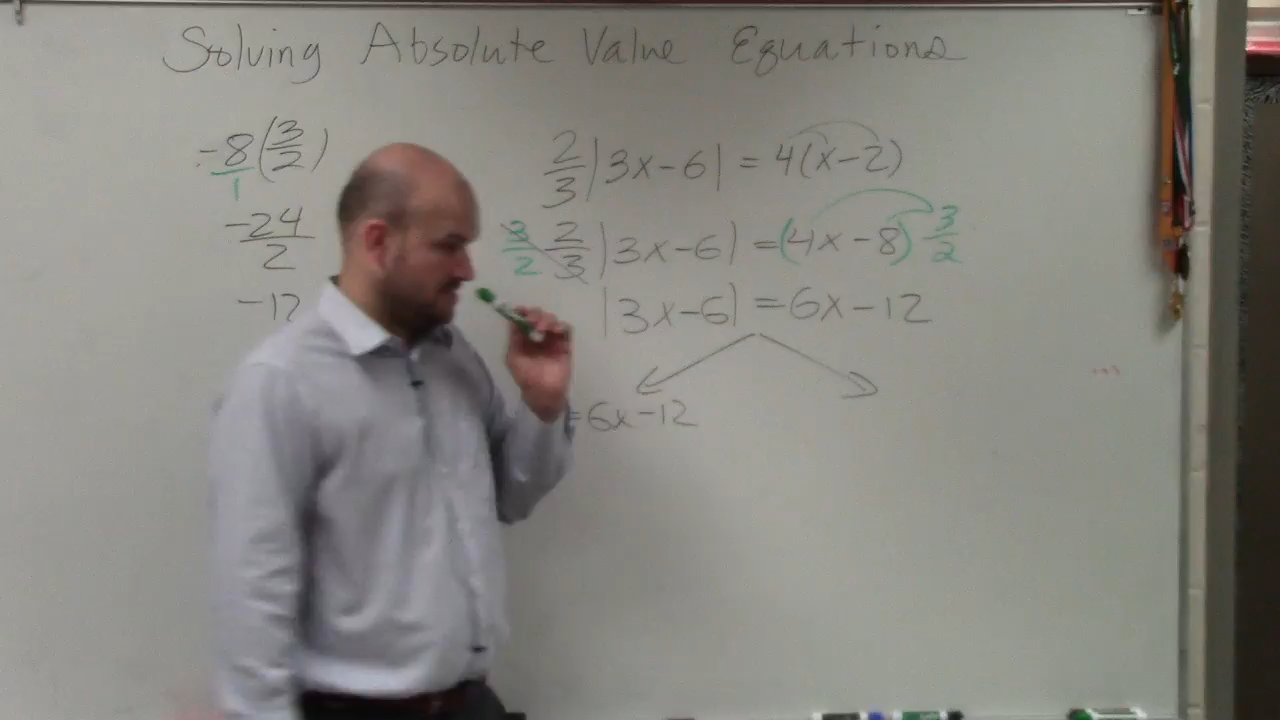 Solving Absolute Value Equations
-8/1 (3/2)
-24/2
-12
2/3 |3x-6| = 4(x-2)
3/2 2/3 |3x-6| = (4x-8) 3/2
|3x-6| = 6x-12
=6x-12